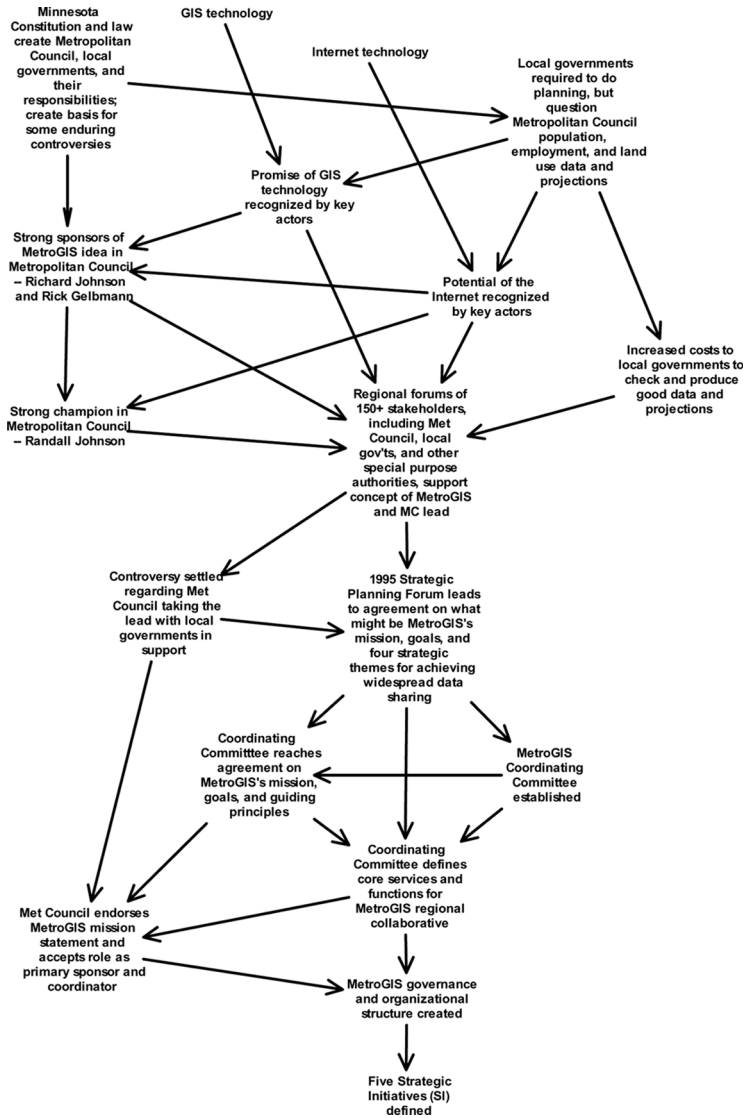 Minnesota
Constitution and law
create Metropolitan
Council, local
governments, and
their
responsibilities;
create basis for
some enduring
controversies
GIS technology
Internet technology
Local governments
required to do
planning, but
question
Metropolitan Council
population,
employment, and land
use data and
projections
Promise of GIS
technology
recognized by key
actors
Strong sponsors of
MetroGIS idea in
Metropolitan Council
-- Richard Johnson
and Rick Gelbmann
Potential of the
Internet recognized
by key actors
Increased costs to
local governments to
check and produce
good data and
projections
Strong champion in
Metropolitan Council
-- Randall Johnson
Regional forums of
150+ stakeholders,
including Met
Council, local
gov'ts, and other
special purpose
authorities, support
concept of MetroGIS
and MC lead
Controversy settled
regarding Met
Council taking the
lead with local
governments in
support
1995 Strategic
Planning Forum leads
to agreement on what
might be MetroGIS's
mission, goals, and
four strategic
themes for achieving
widespread data
sharing
Coordinating
Committtee reaches
agreement on
MetroGIS's mission,
goals, and guiding
principles
MetroGIS
Coordinating
Committee
established
Coordinating
Committee defines
core services and
functions for
MetroGIS regional
collaborative
Met Council endorses
MetroGIS mission
statement and
accepts role as
primary sponsor and
coordinator
MetroGIS governance
and organizational
structure created
Five Strategic
Initiatives (SI)
defined